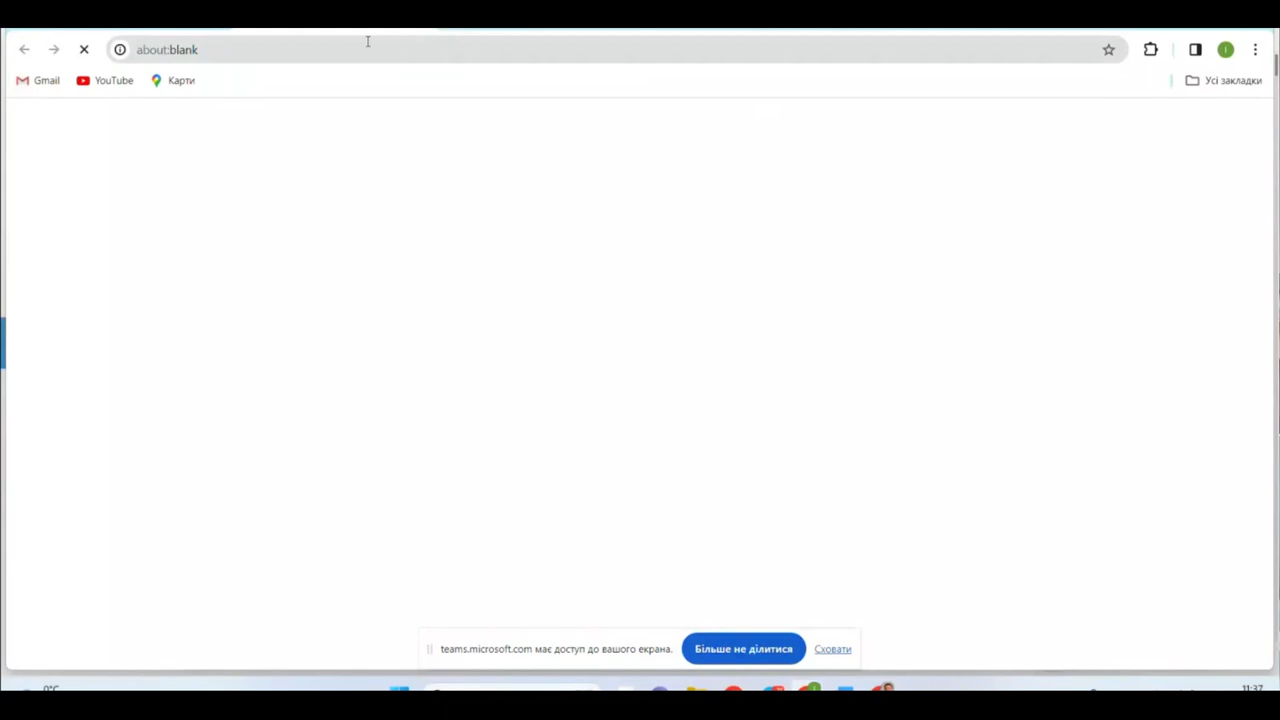 about:blank
Gmail YouTube Карти Усі закладки
teams.microsoft.com має доступ до вашого екрана. Більше не ділитися Сховати
0°C 11:37